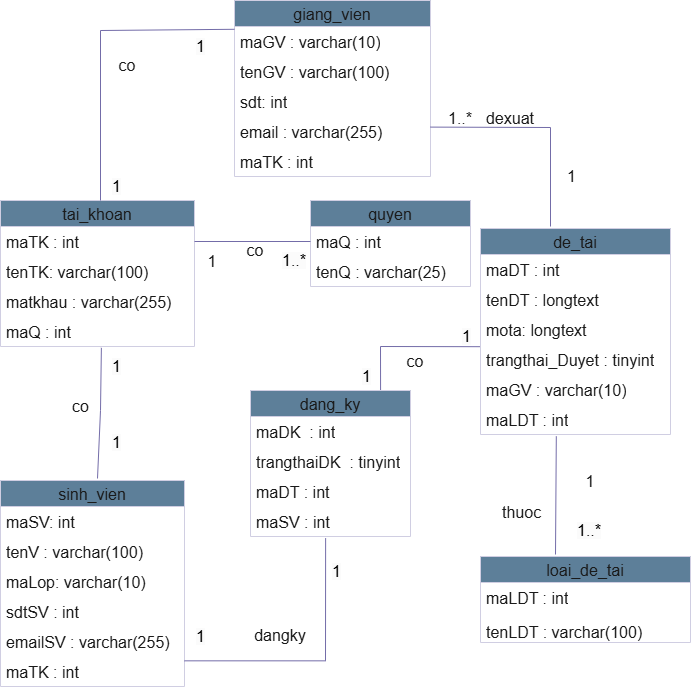 giang_vien
maGV : varchar(10)
tenGV : varchar(100)
sdt: int
email : varchar(255)
maTK : int
1
co
1
1..* dexuat
1
tai_khoan
maTK : int
tenTK: varchar(100)
matkhau : varchar(255)
maQ : int
1
co
1..*
quyen
maQ : int
tenQ : varchar(25)
de_tai
maDT : int
tenDT : longtext
mota: longtext
trangthai_Duyet : tinyint
maGV : varchar(10)
maLDT : int
1
co
1
1
co
1
dang_ky
maDK : int
trangthaiDK : tinyint
maDT : int
maSV : int
1
thuoc
1..*
sinh_vien
maSV: int
tenV : varchar(100)
maLop: varchar(10)
sdtSV : int
emailSV : varchar(255)
maTK : int
1
dangky
1
loai_de_tai
maLDT : int
tenLDT : varchar(100)